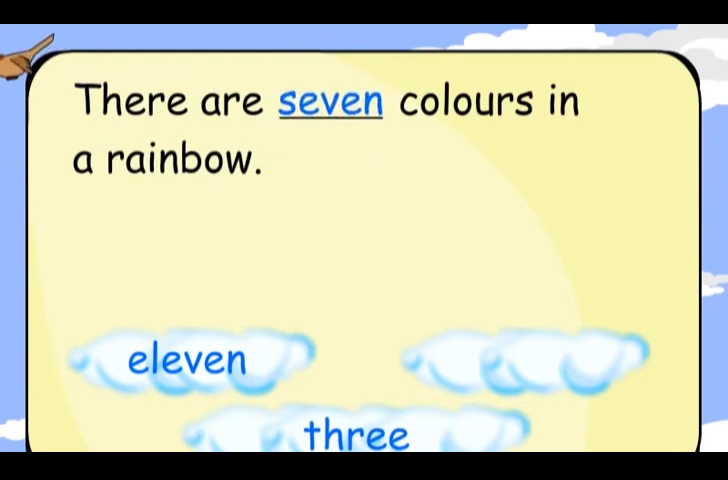 There are seven colours in
a rainbow.
eleven
three